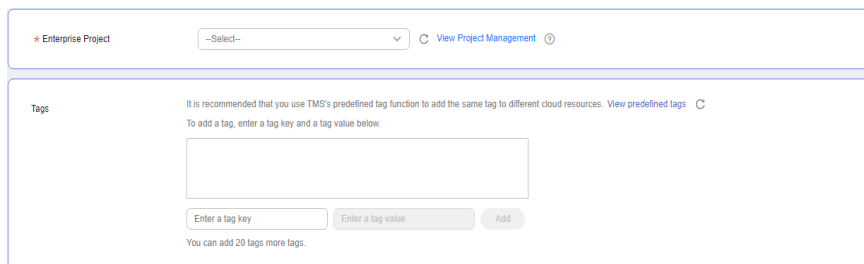 * Enterprise Project --Select-- View Project Management ?
Tags It is recommended that you use TMS's predefined tag function to add the same tag to different cloud resources. View predefined tags
To add a tag, enter a tag key and a tag value below.
Enter a tag key Enter a tag value Add
You can add 20 tags more tags.